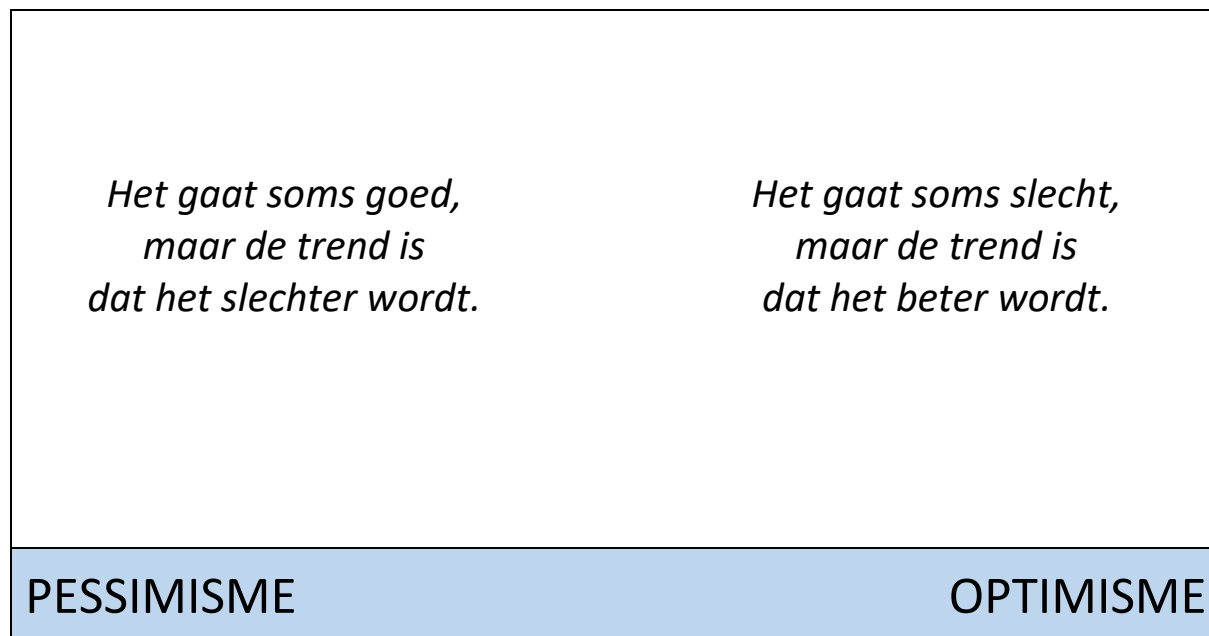 Het gaat soms goed,
maar de trend is
dat het slechter wordt.
Het gaat soms slecht,
maar de trend is
dat het beter wordt.
PESSIMISME
OPTIMISME